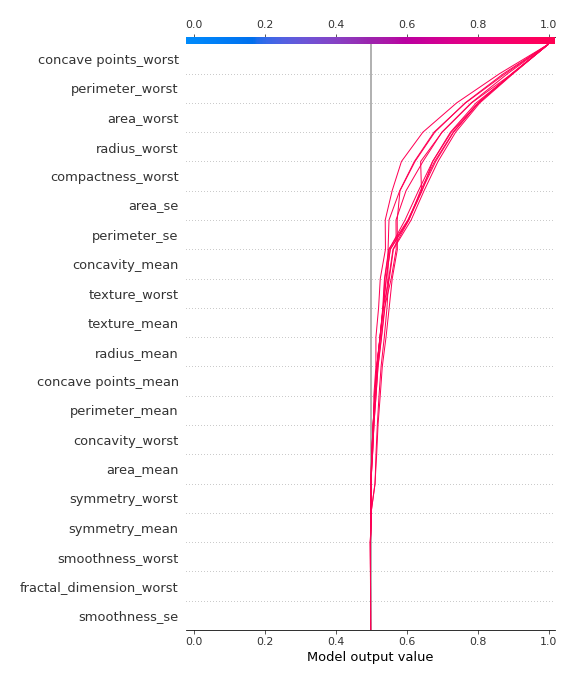 0.0 0.2 0.4 0.6 0.8 1.0
concave points_worst
perimeter_worst
area_worst
radius_worst
compactness_worst
area_se
perimeter_se
concavity_mean
texture_worst
texture_mean
radius_mean
concave points_mean
perimeter_mean
concavity_worst
area_mean
symmetry_worst
symmetry_mean
smoothness_worst
fractal_dimension_worst
smoothness_se
0.0 0.2 0.4 0.6 0.8 1.0
Model output value